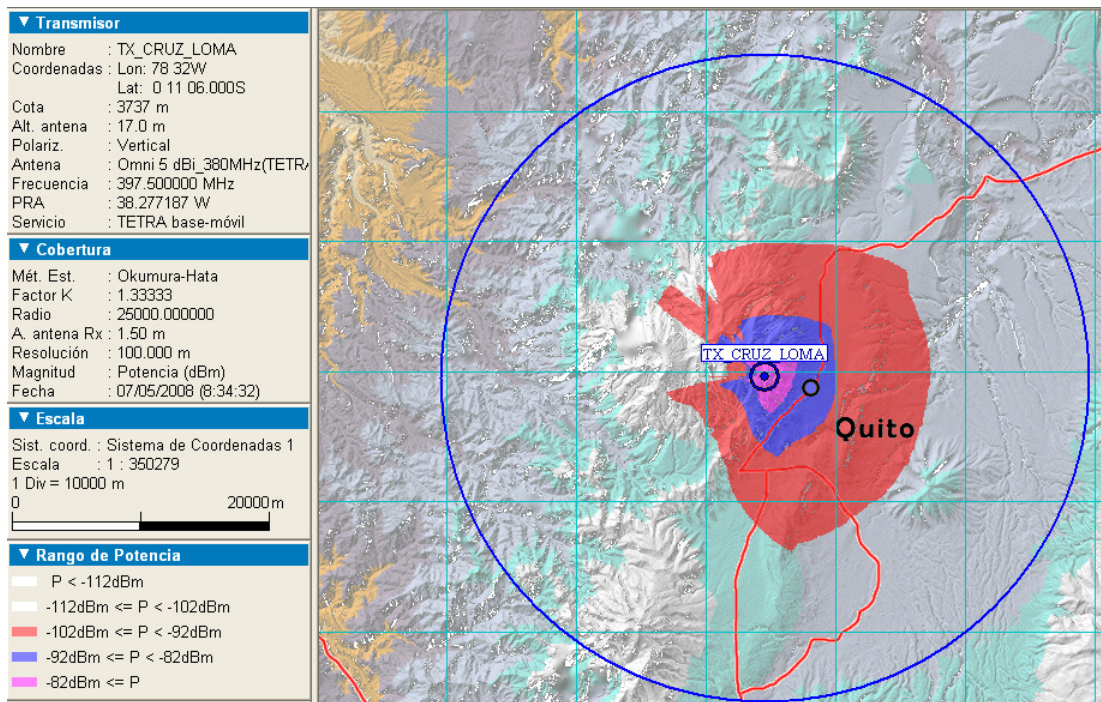 ▼ Transmisor
Nombre : TX_CRUZ_LOMA
Coordenadas : Lon: 78 32W
Lat: 0 11 06.000S
Cota : 3737 m
Alt. antena : 17.0 m
Polariz. : Vertical
Antena : Omni 5 dBi_380MHz(TETRA
Frecuencia : 397.500000 MHz
PRA : 38.277187 W
Servicio : TETRA base-móvil
▼ Cobertura
Mét. Est. : Okumura-Hata
Factor K : 1.33333
Radio : 25000.000000
A. antena Rx : 1.50 m
Resolución : 100.000 m
Magnitud : Potencia (dBm)
Fecha : 07/05/2008 (8:34:32)
▼ Escala
Sist. coord. : Sistema de Coordenadas 1
Escala : 1 : 350279
1 Div = 10000 m
0 20000m
▼ Rango de Potencia
P < -112dBm
-112dBm <= P < -102dBm
-102dBm <= P < -92dBm
-92dBm <= P < -82dBm
-82dBm <= P
TX_CRUZ_LOMA
Quito